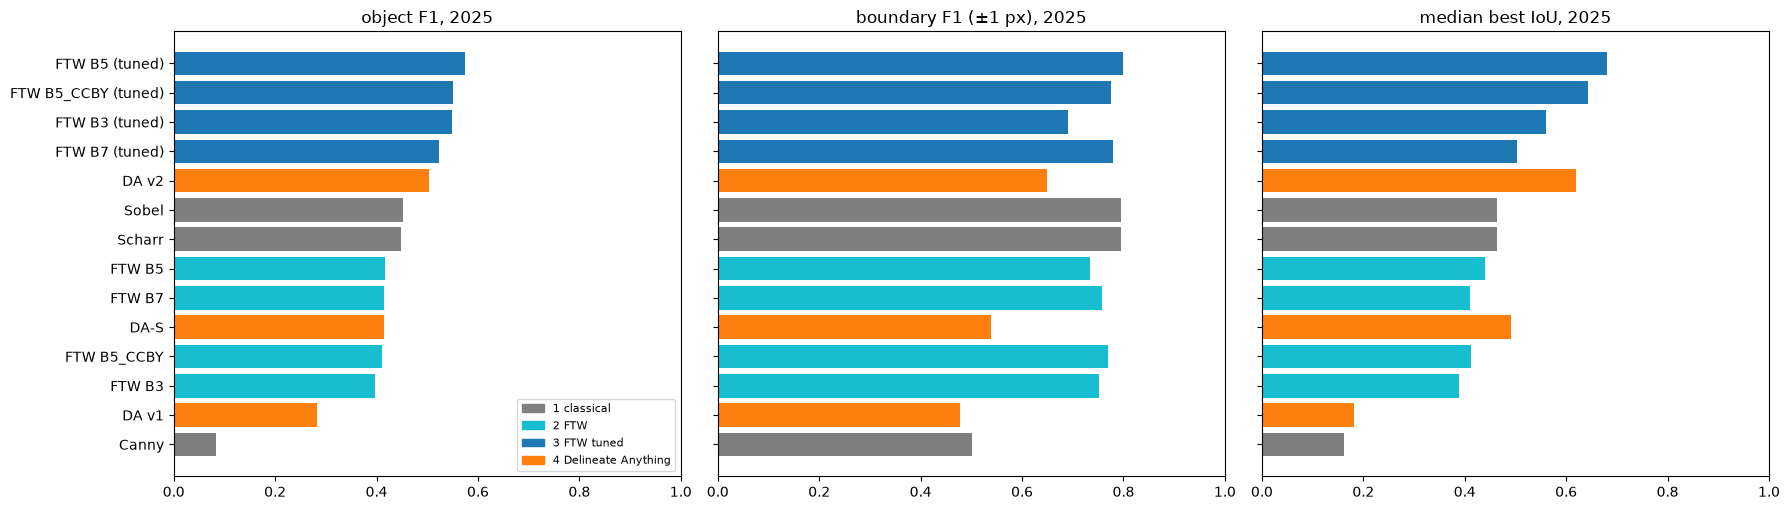 object F1, 2025
boundary F1 (±1 px), 2025
median best IoU, 2025
FTW B5 (tuned)
FTW B5_CCBY (tuned)
FTW B3 (tuned)
FTW B7 (tuned)
DA v2
Sobel
Scharr
FTW B5
FTW B7
DA-S
FTW B5_CCBY
FTW B3
DA v1
Canny
1 classical
2 FTW
3 FTW tuned
4 Delineate Anything
0.0 0.2 0.4 0.6 0.8 1.0
0.0 0.2 0.4 0.6 0.8 1.0
0.0 0.2 0.4 0.6 0.8 1.0